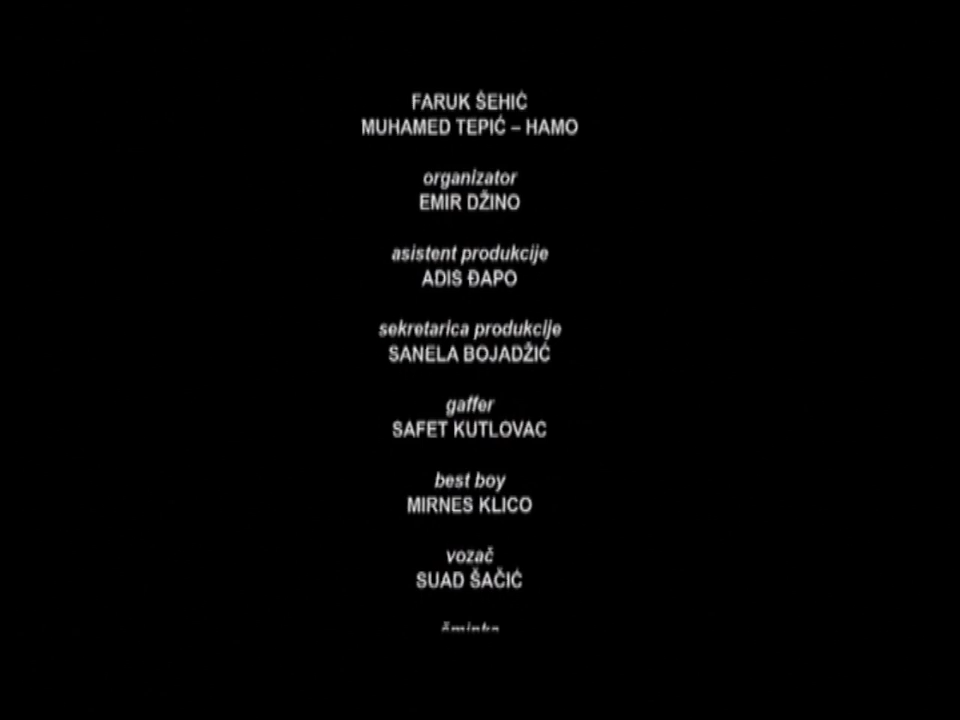 FARUK ŠEHIĆ
MUHAMED TEPIĆ – HAMO
organizator
EMIR DŽINO
asistent produkcije
ADIS ĐAPO
sekretarica produkcije
SANELA BOJADŽIĆ
gaffer
SAFET KUTLOVAC
best boy
MIRNES KLICO
vozač
SUAD ŠAČIĆ